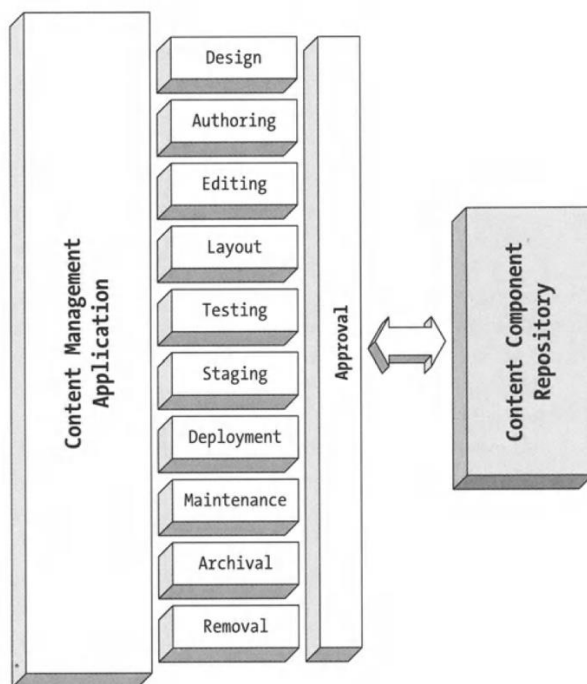 Content Management
Application
Design
Authoring
Editing
Layout
Testing
Staging
Deployment
Maintenance
Archival
Removal
Approval
Content Component
Repository